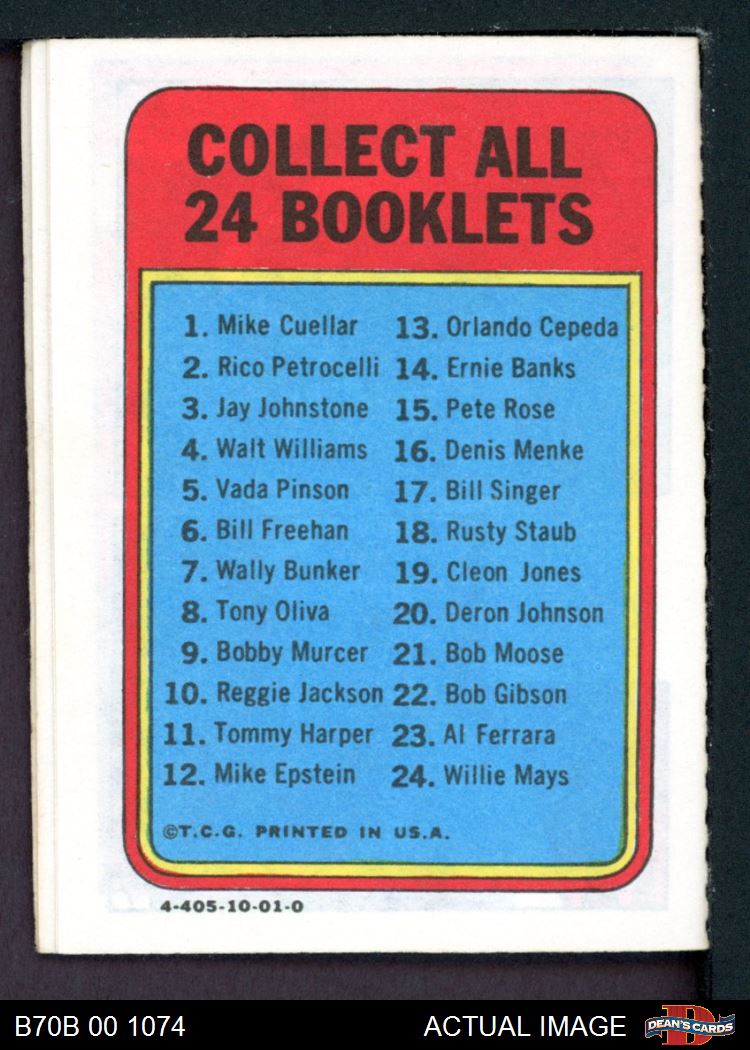 COLLECT ALL
24 BOOKLETS
1. Mike Cuellar
2. Rico Petrocelli
3. Jay Johnstone
4. Walt Williams
5. Vada Pinson
6. Bill Freehan
7. Wally Bunker
8. Tony Oliva
9. Bobby Murcer
10. Reggie Jackson
11. Tommy Harper
12. Mike Epstein
13. Orlando Cepeda
14. Ernie Banks
15. Pete Rose
16. Denis Menke
17. Bill Singer
18. Rusty Staub
19. Cleon Jones
20. Deron Johnson
21. Bob Moose
22. Bob Gibson
23. Al Ferrara
24. Willie Mays
©T.C.G. PRINTED IN U.S.A.
4-405-10-01-0
B70B 00 1074
ACTUAL IMAGE
D
DEAN'S CARDS